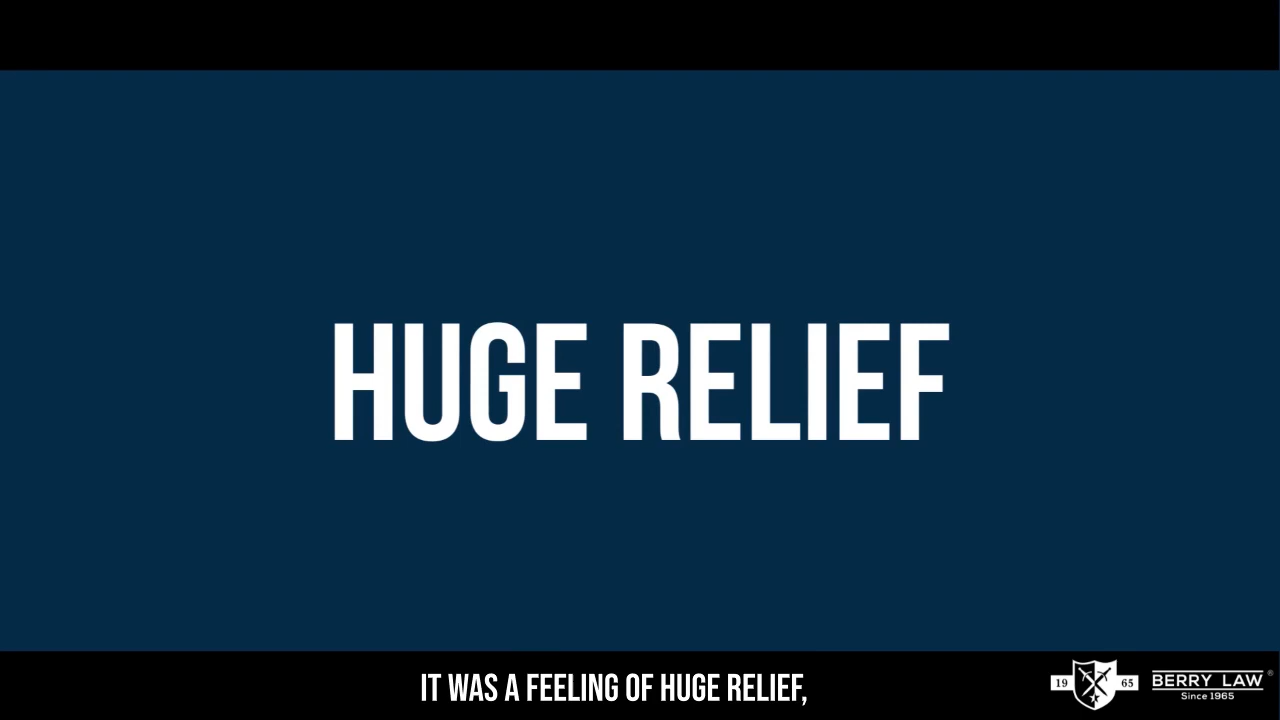 HUGE RELIEF
IT WAS A FEELING OF HUGE RELIEF,
19 65
BERRY LAW®
Since 1965